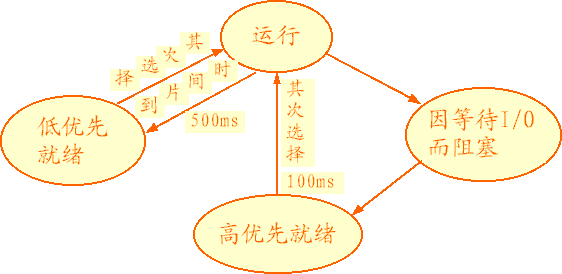 运行
其次选择
时间片到
500ms
低优先
就绪
其次选择
100ms
因等待I/O
而阻塞
高优先就绪